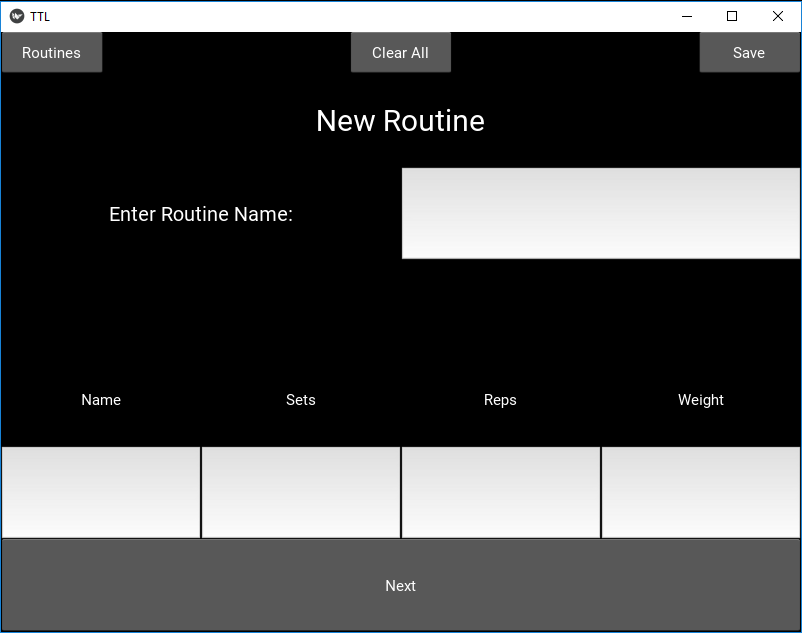 TTL
Routines Clear All Save
New Routine
Enter Routine Name:
Name Sets Reps Weight
Next